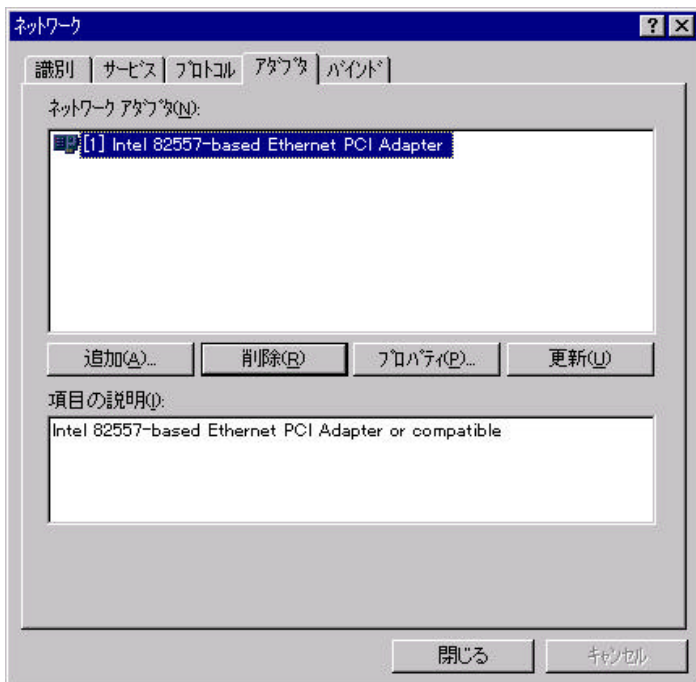 ネットワーク
識別 サービス プロトコル アダプタ バインド
ネットワーク アダプタ(N):
[1] Intel 82557-based Ethernet PCI Adapter
追加(A)... 削除(R) プロパティ(P)... 更新(U)
項目の説明(I):
Intel 82557-based Ethernet PCI Adapter or compatible
閉じる キャンセル